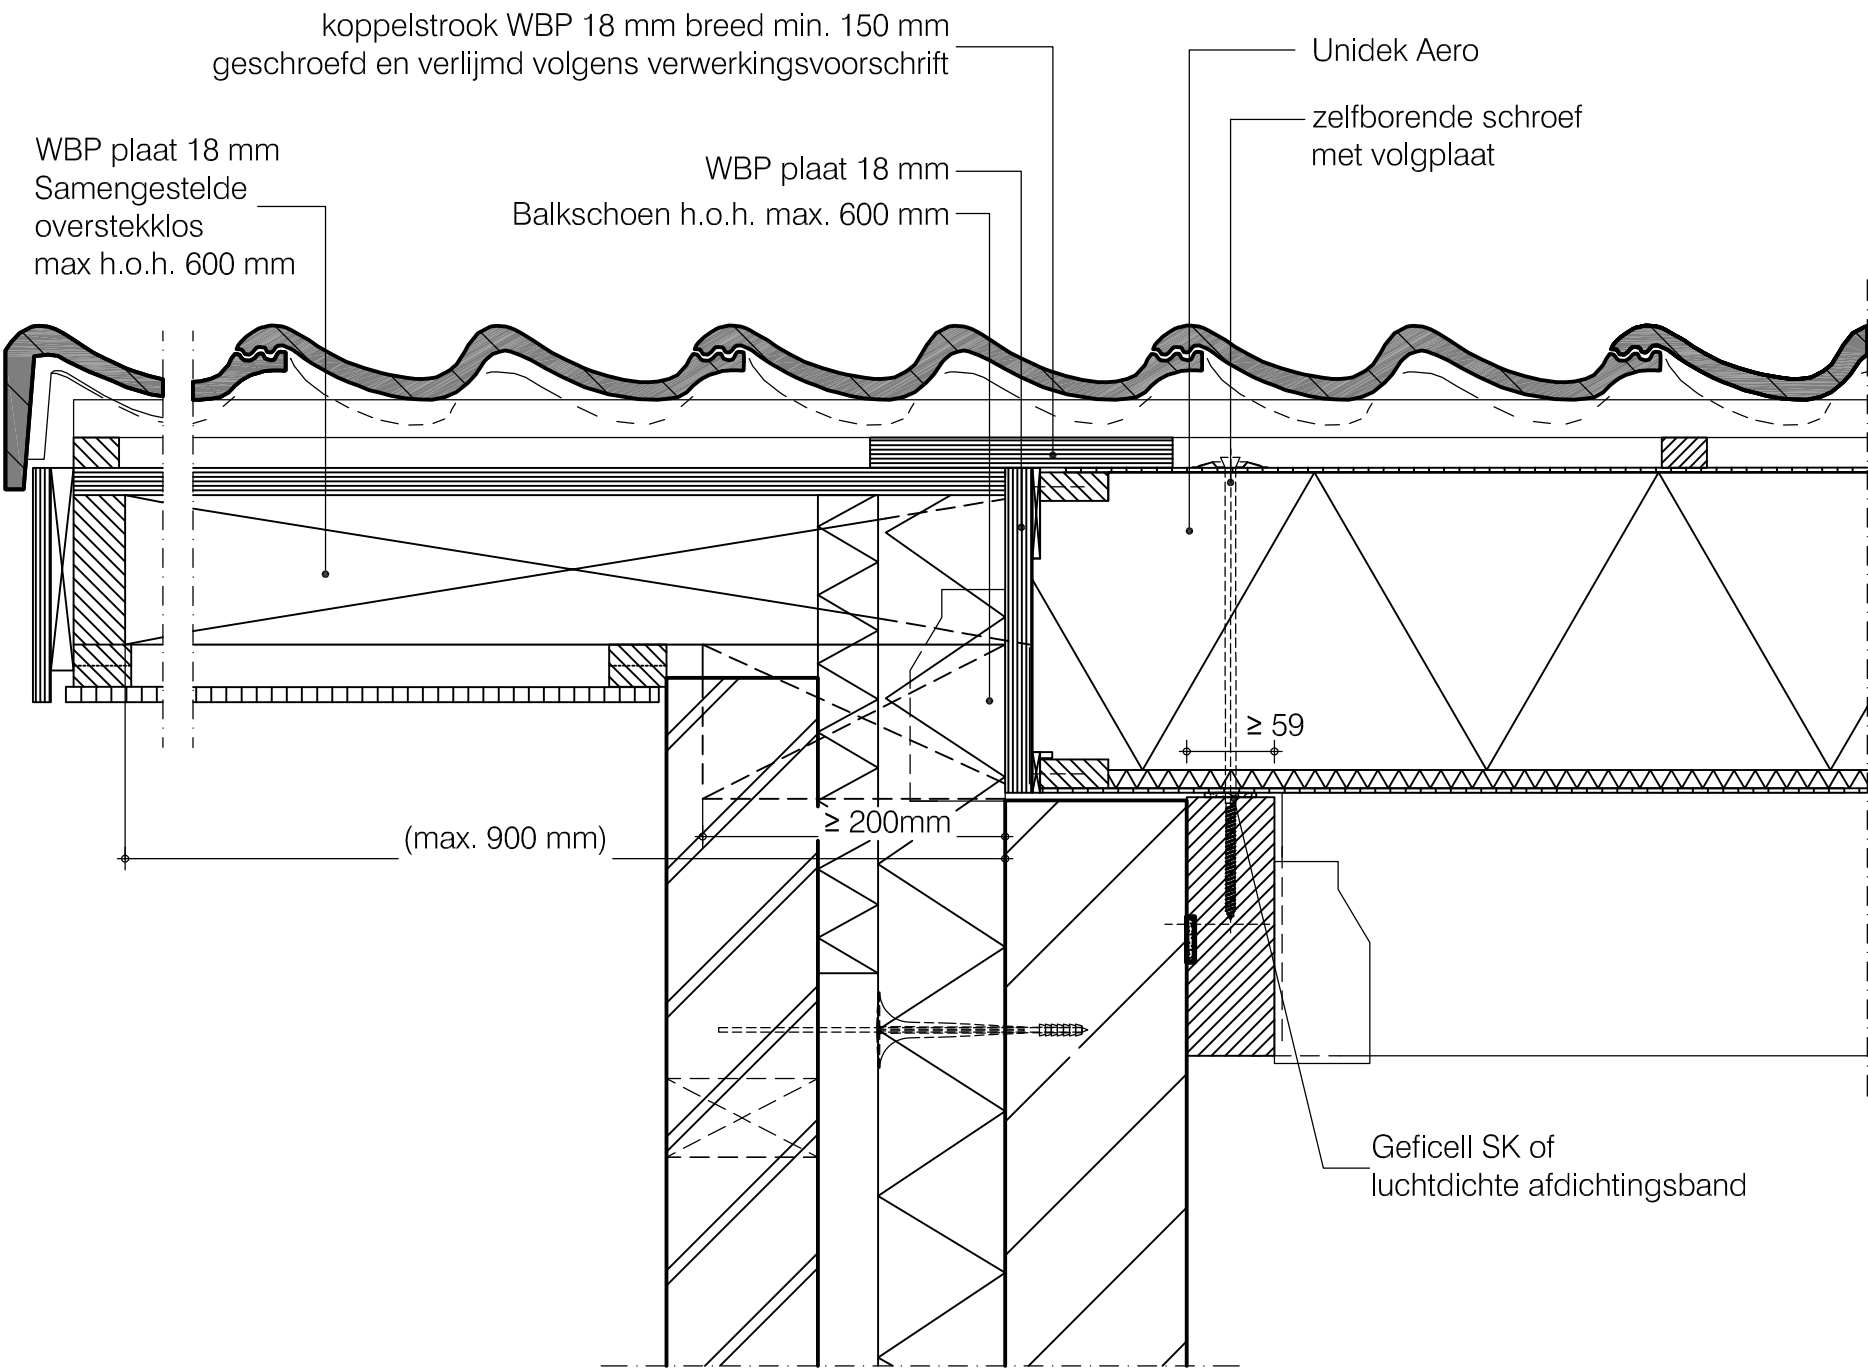 koppelstrook WBP 18 mm breed min. 150 mm
geschroefd en verlijmd volgens verwerkingsvoorschrift
Unidek Aero
zelfborende schroef
met volgplaat
WBP plaat 18 mm
Samengestelde
overstekklos
max h.o.h. 600 mm
WBP plaat 18 mm
Balkschoen h.o.h. max. 600 mm
≥ 59
≥ 200mm
(max. 900 mm)
Geficell SK of
luchtdichte afdichtingsband